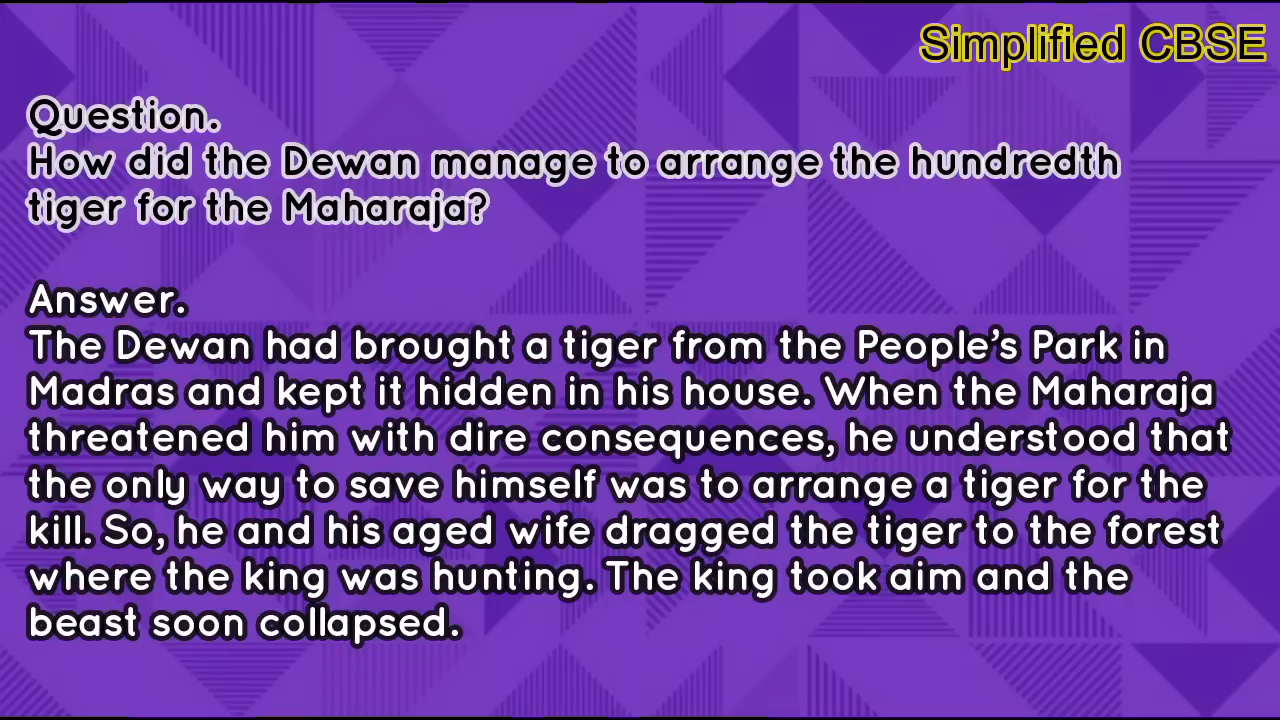 Simplified CBSE
Question.
How did the Dewan manage to arrange the hundredth
tiger for the Maharaja?
Answer.
The Dewan had brought a tiger from the People’s Park in
Madras and kept it hidden in his house. When the Maharaja
threatened him with dire consequences, he understood that
the only way to save himself was to arrange a tiger for the
kill. So, he and his aged wife dragged the tiger to the forest
where the king was hunting. The king took aim and the
beast soon collapsed.